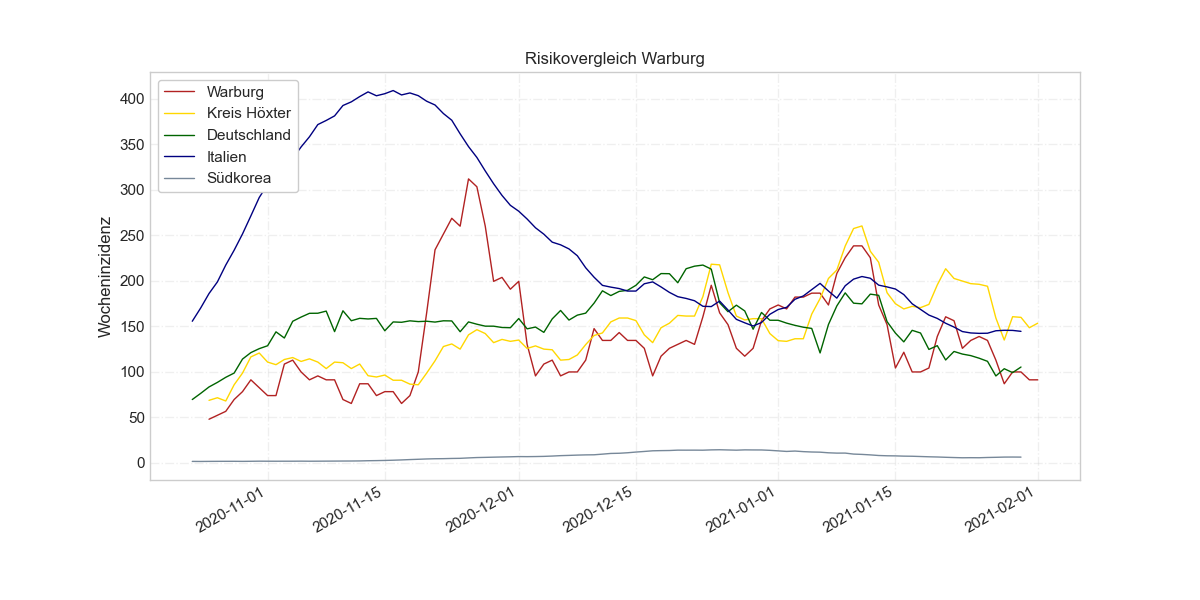 Risikovergleich Warburg
Wocheninzidenz
400
350
300
250
200
150
100
50
0
Warburg
Kreis Höxter
Deutschland
Italien
Südkorea
2020-11-01
2020-11-15
2020-12-01
2020-12-15
2021-01-01
2021-01-15
2021-02-01